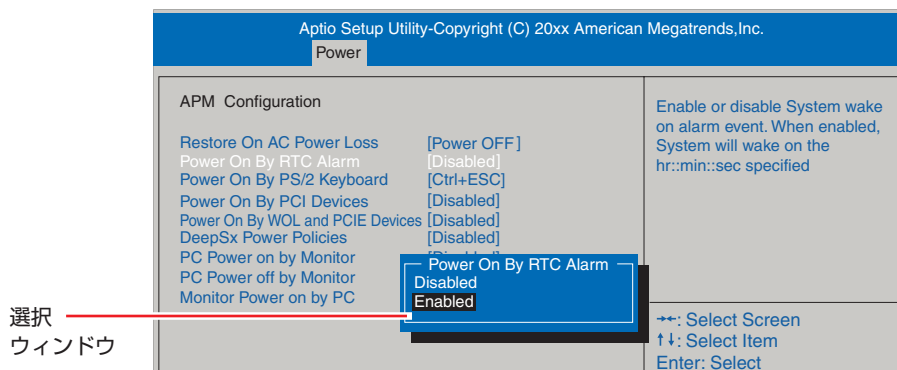 Aptio Setup Utility-Copyright (C) 20xx American Megatrends,Inc.
Power
APM Configuration
Restore On AC Power Loss [Power OFF]
Power On By RTC Alarm [Disabled]
Power On By PS/2 Keyboard [Ctrl+ESC]
Power On By PCI Devices [Disabled]
Power On By WOL and PCIE Devices [Disabled]
DeepSx Power Policies [Disabled]
PC Power on by Monitor
PC Power off by Monitor
Monitor Power on by PC
Power On By RTC Alarm
Disabled
Enabled
選択
ウィンドウ
Enable or disable System wake
on alarm event. When enabled,
System will wake on the
hr::min::sec specified
→←: Select Screen
↑↓: Select Item
Enter: Select